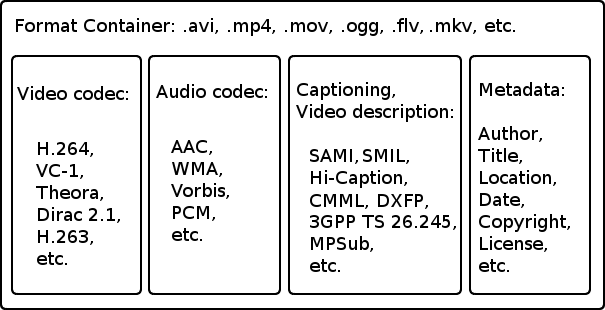 Format Container: .avi, .mp4, .mov, .ogg, .flv, .mkv, etc.
Video codec:
H.264,
VC-1,
Theora,
Dirac 2.1,
H.263,
etc.
Audio codec:
AAC,
WMA,
Vorbis,
PCM,
etc.
Captioning,
Video description:
SAMI, SMIL,
Hi-Caption,
CMML, DXFP,
3GPP TS 26.245,
MPSub,
etc.
Metadata:
Author,
Title,
Location,
Date,
Copyright,
License,
etc.